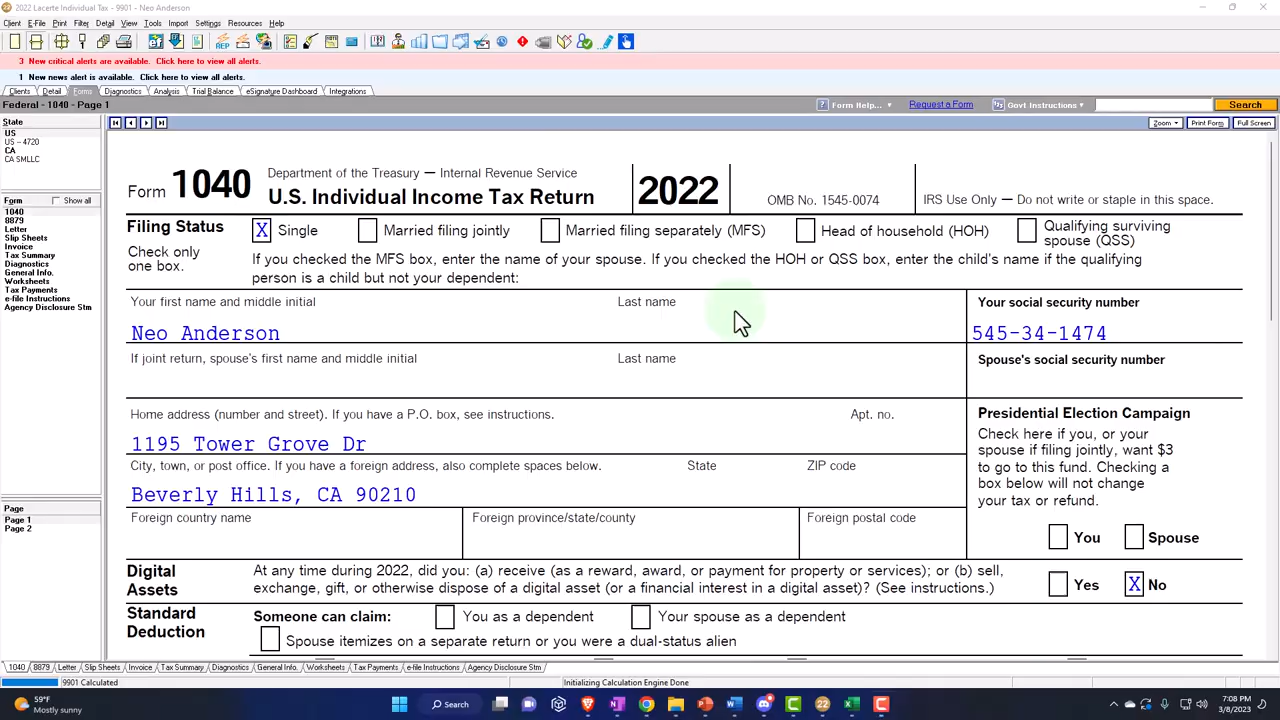 2022 Lacerte Individual Tax - 9901 - Neo Anderson
Client E-File Print Filter Detail View Tools Import Settings Resources Help
3 New critical alerts are available. Click here to view all alerts.
1 New news alert is available. Click here to view all alerts.
Clients Detail Forms Diagnostics Analysis Trial Balance eSignature Dashboard Integrations
Federal - 1040 - Page 1 Form Help... Request a Form Govt Instructions Search
State
US
US - 4720
CA
CA SMLLC
Zoom Print Form Full Screen
Form Show all
1040
8879
Letter
Slip Sheets
Invoice
Tax Summary
Diagnostics
General Info.
Worksheets
Tax Payments
e-file Instructions
Agency Disclosure Stm
Page
Page 1
Page 2
Form 1040 Department of the Treasury — Internal Revenue Service
U.S. Individual Income Tax Return 2022 OMB No. 1545-0074 IRS Use Only — Do not write or staple in this space.
Filing Status X Single Married filing jointly Married filing separately (MFS) Head of household (HOH) Qualifying surviving spouse (QSS)
Check only one box.
If you checked the MFS box, enter the name of your spouse. If you checked the HOH or QSS box, enter the child's name if the qualifying
person is a child but not your dependent:
Your first name and middle initial Last name Your social security number
Neo Anderson 545-34-1474
If joint return, spouse's first name and middle initial Last name Spouse's social security number
Home address (number and street). If you have a P.O. box, see instructions. Apt. no.
1195 Tower Grove Dr
City, town, or post office. If you have a foreign address, also complete spaces below. State ZIP code
Beverly Hills, CA 90210
Foreign country name Foreign province/state/county Foreign postal code
Presidential Election Campaign
Check here if you, or your
spouse if filing jointly, want $3
to go to this fund. Checking a
box below will not change
your tax or refund.
You Spouse
Digital Assets
At any time during 2022, did you: (a) receive (as a reward, award, or payment for property or services); or (b) sell,
exchange, gift, or otherwise dispose of a digital asset (or a financial interest in a digital asset)? (See instructions.) Yes X No
Standard Deduction
Someone can claim: You as a dependent Your spouse as a dependent
Spouse itemizes on a separate return or you were a dual-status alien
1040 8879 Letter Slip Sheets Invoice Tax Summary Diagnostics General Info. Worksheets Tax Payments e-file Instructions Agency Disclosure Stm
9901 Calculated Initializing Calculation Engine Done
59°F
Mostly sunny
Search
7:08 PM
3/8/2023